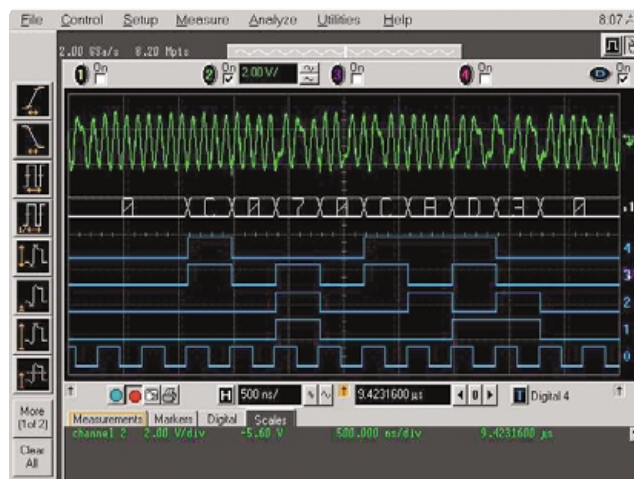 File Control Setup Measure Analyze Utilities Help 8:07
2.00 GSa/s 8.20 Mpts
1 On 2 On 2.00 V/ 3 On 4 On D On
0 C 0 7 0 C A D 3 0
4
3
2
1
0
H 500 ns/ 9.4231600 µs 0 T Digital 4
More
(1 of 2)
Clear
All
Measurements Markers Digital Scales
channel 2 2.00 V/div -5.60 V 500.000 ns/div 9.4231600 µs